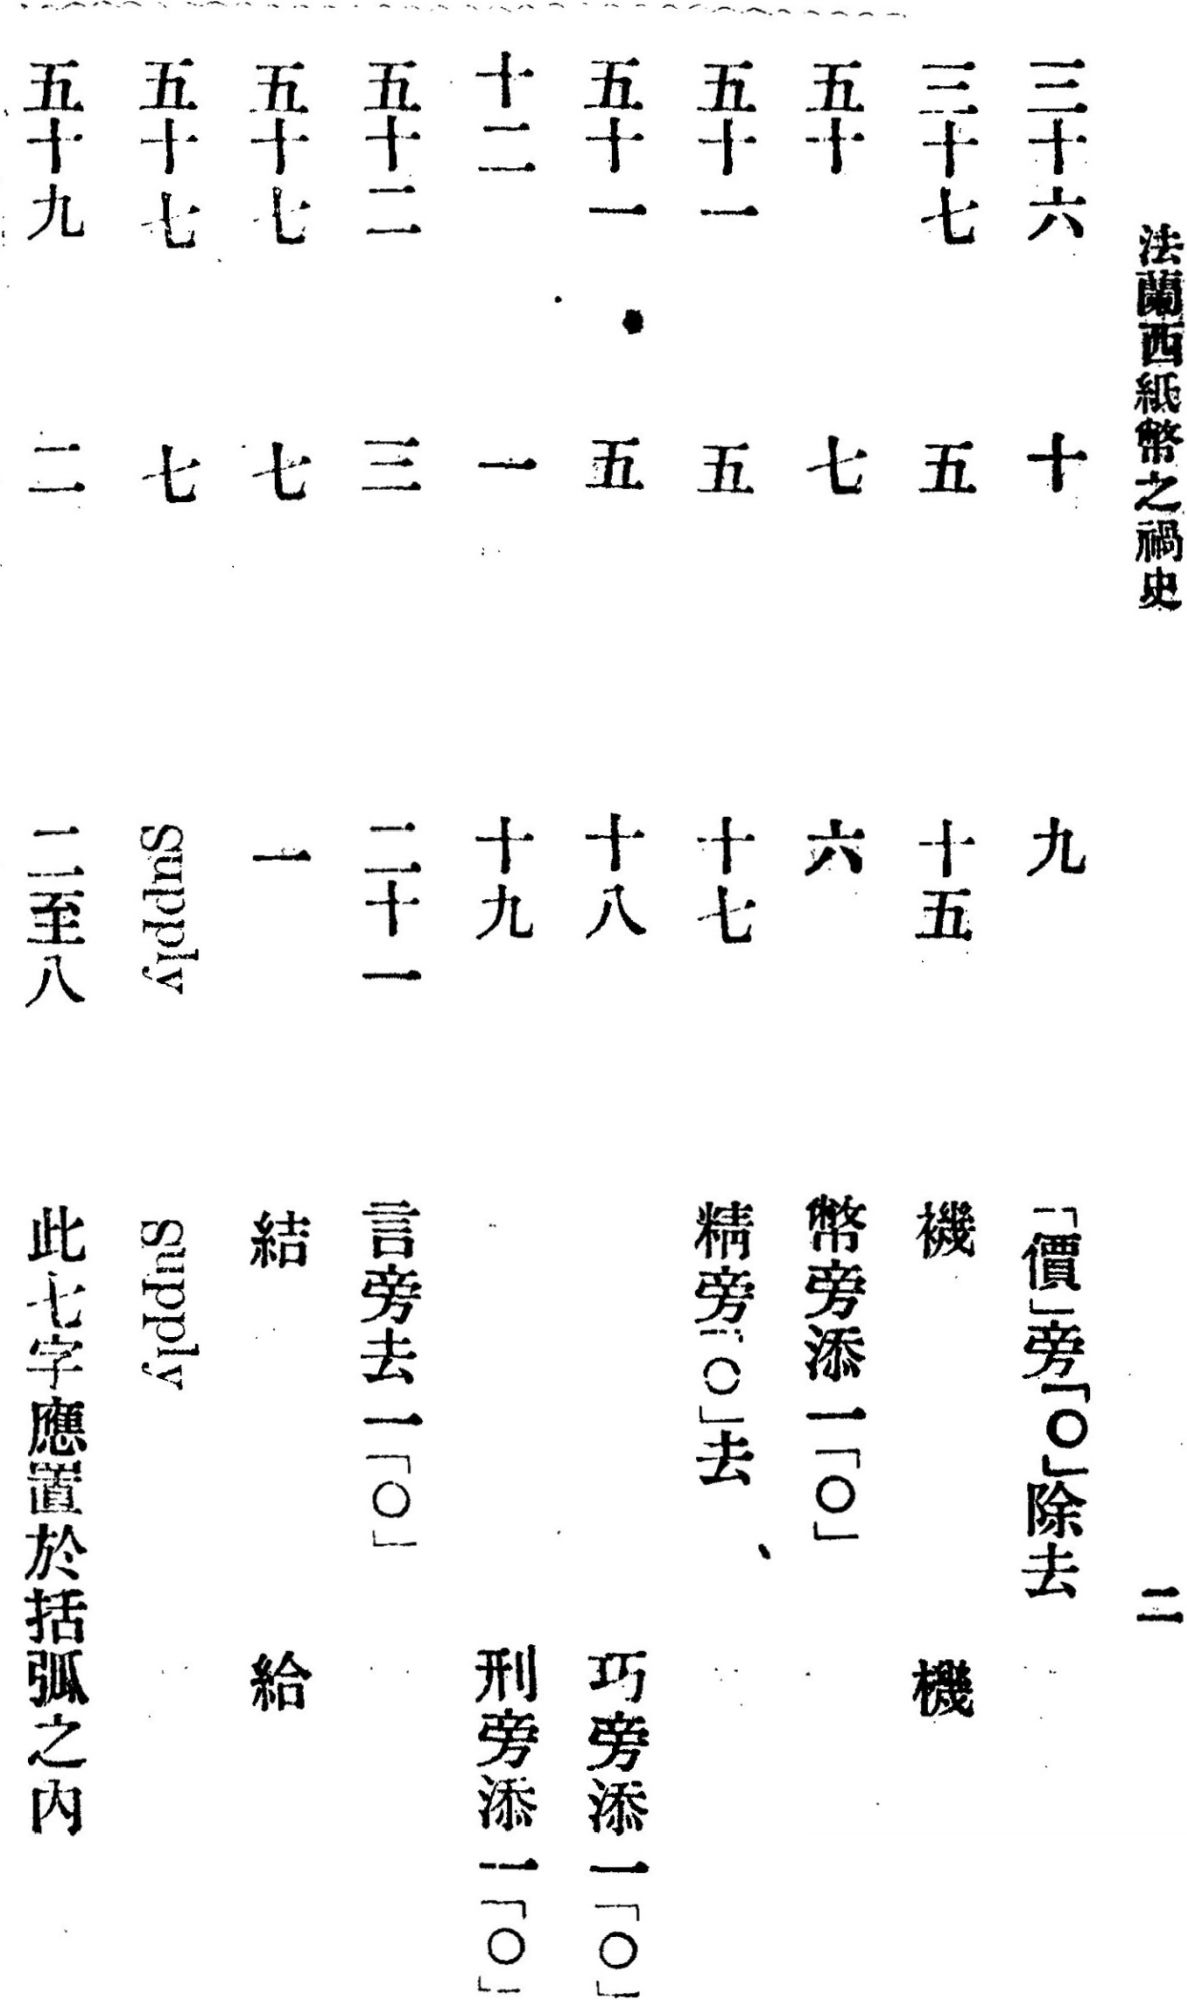 法蘭西紙幣之禍史 二
三十六 十 九 「價」旁「〇」除去
三十七 五 十五 襪 機
五十 七 六 幣旁添一「〇」
五十一 五 十七 精旁「〇」去
五十一 五 十八 巧旁添一「〇」
十二 一 十九 刑旁添一「〇」
五十二 三 二十一 言旁去一「〇」
五十七 七 一 結 給
五十七 七 Supply Supply
五十九 二 二至八 此七字應置於括弧之內